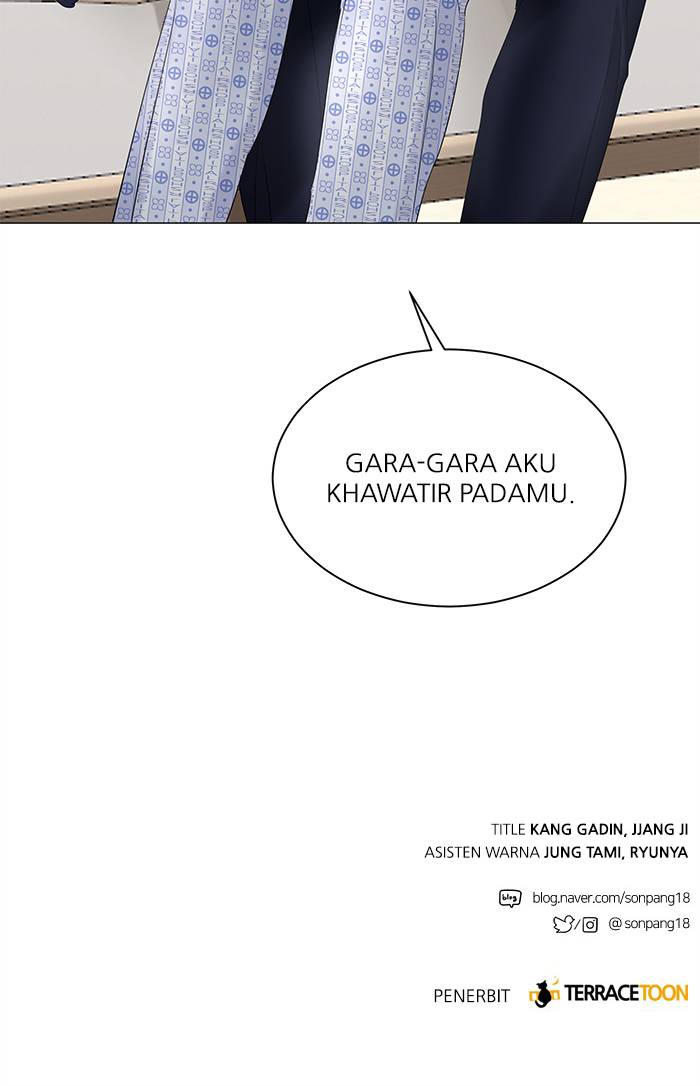 GARA-GARA AKU
KHAWATIR PADAMU.
TITLE KANG GADIN, JJANG JI
ASISTEN WARNA JUNG TAMI, RYUNYA
blog blog.naver.com/sonpang18
@sonpang18
PENERBIT TERRACETOON